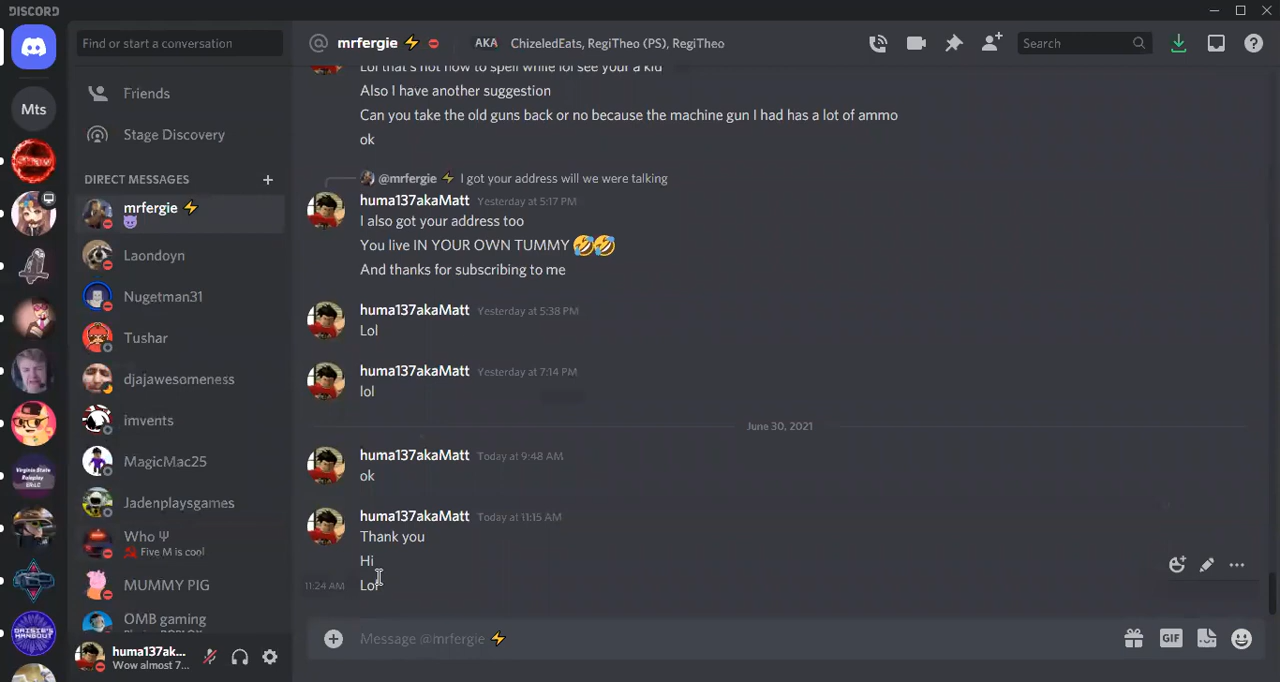 DISCORD
Find or start a conversation
mrfergie ⚡
AKA ChizeledEats, RegiTheo (PS), RegiTheo
Search
Mts
Friends
Stage Discovery
DIRECT MESSAGES
mrfergie ⚡
😈
Laondoyn
Nugetman31
Tushar
djajawesomeness
imvents
MagicMac25
Jadenplaysgames
Who Ψ
Five M is cool
MUMMY PIG
OMB gaming
huma137ak...
Wow almost 7...
Lol that's not how to spell while lol see your a kid
Also I have another suggestion
Can you take the old guns back or no because the machine gun I had has a lot of ammo
ok
@mrfergie ⚡ I got your address will we were talking
huma137akaMatt Yesterday at 5:17 PM
I also got your address too
You live IN YOUR OWN TUMMY 🤣🤣
And thanks for subscribing to me
huma137akaMatt Yesterday at 5:38 PM
Lol
huma137akaMatt Yesterday at 7:14 PM
lol
June 30, 2021
huma137akaMatt Today at 9:48 AM
ok
huma137akaMatt Today at 11:15 AM
Thank you
Hi
11:24 AM Lol
Message @mrfergie ⚡
GIF